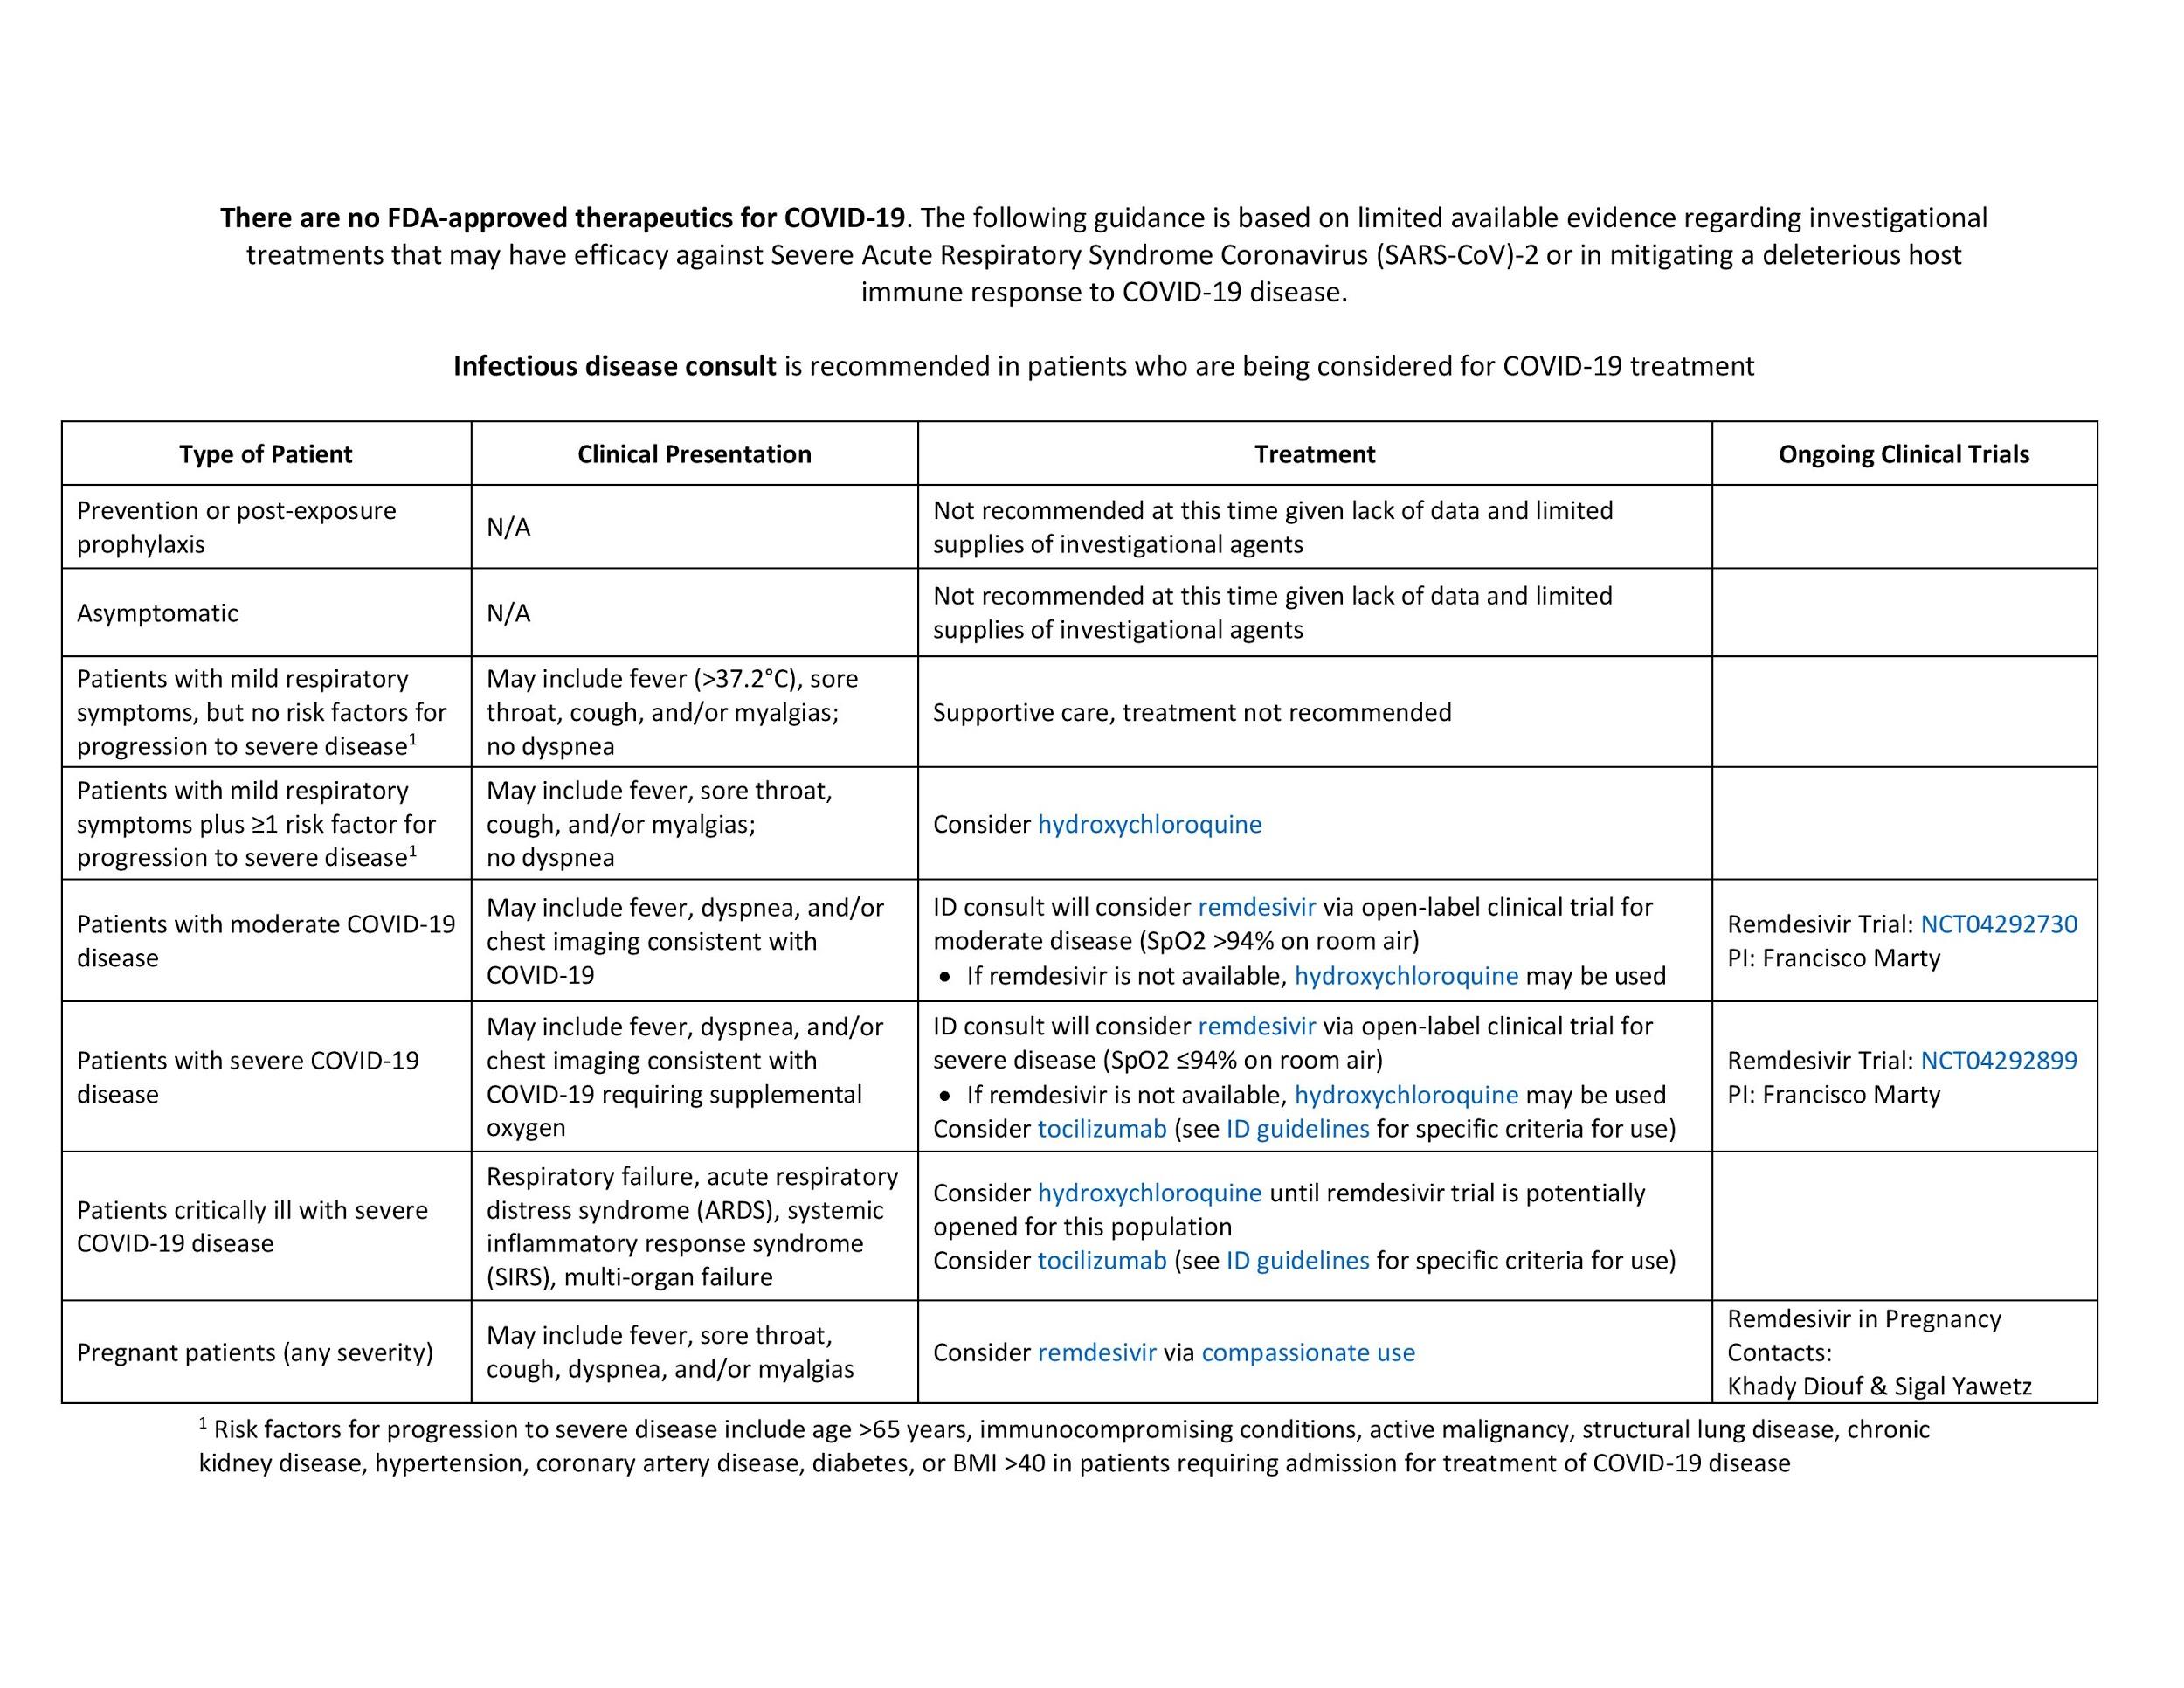 There are no FDA-approved therapeutics for COVID-19. The following guidance is based on limited available evidence regarding investigational
treatments that may have efficacy against Severe Acute Respiratory Syndrome Coronavirus (SARS-CoV)-2 or in mitigating a deleterious host
immune response to COVID-19 disease.
Infectious disease consult is recommended in patients who are being considered for COVID-19 treatment
Type of Patient
Clinical Presentation
Treatment
Ongoing Clinical Trials
Prevention or post-exposure
prophylaxis
N/A
Not recommended at this time given lack of data and limited
supplies of investigational agents
Asymptomatic
N/A
Not recommended at this time given lack of data and limited
supplies of investigational agents
Patients with mild respiratory
symptoms, but no risk factors for
progression to severe disease¹
May include fever (>37.2°C), sore
throat, cough, and/or myalgias;
no dyspnea
Supportive care, treatment not recommended
Patients with mild respiratory
symptoms plus ≥1 risk factor for
progression to severe disease¹
May include fever, sore throat,
cough, and/or myalgias;
no dyspnea
Consider hydroxychloroquine
Patients with moderate COVID-19
disease
May include fever, dyspnea, and/or
chest imaging consistent with
COVID-19
ID consult will consider remdesivir via open-label clinical trial for
moderate disease (SpO2 >94% on room air)
• If remdesivir is not available, hydroxychloroquine may be used
Remdesivir Trial: NCT04292730
PI: Francisco Marty
Patients with severe COVID-19
disease
May include fever, dyspnea, and/or
chest imaging consistent with
COVID-19 requiring supplemental
oxygen
ID consult will consider remdesivir via open-label clinical trial for
severe disease (SpO2 ≤94% on room air)
• If remdesivir is not available, hydroxychloroquine may be used
Consider tocilizumab (see ID guidelines for specific criteria for use)
Remdesivir Trial: NCT04292899
PI: Francisco Marty
Patients critically ill with severe
COVID-19 disease
Respiratory failure, acute respiratory
distress syndrome (ARDS), systemic
inflammatory response syndrome
(SIRS), multi-organ failure
Consider hydroxychloroquine until remdesivir trial is potentially
opened for this population
Consider tocilizumab (see ID guidelines for specific criteria for use)
Pregnant patients (any severity)
May include fever, sore throat,
cough, dyspnea, and/or myalgias
Consider remdesivir via compassionate use
Remdesivir in Pregnancy
Contacts:
Khady Diouf & Sigal Yawetz
¹ Risk factors for progression to severe disease include age >65 years, immunocompromising conditions, active malignancy, structural lung disease, chronic
kidney disease, hypertension, coronary artery disease, diabetes, or BMI >40 in patients requiring admission for treatment of COVID-19 disease